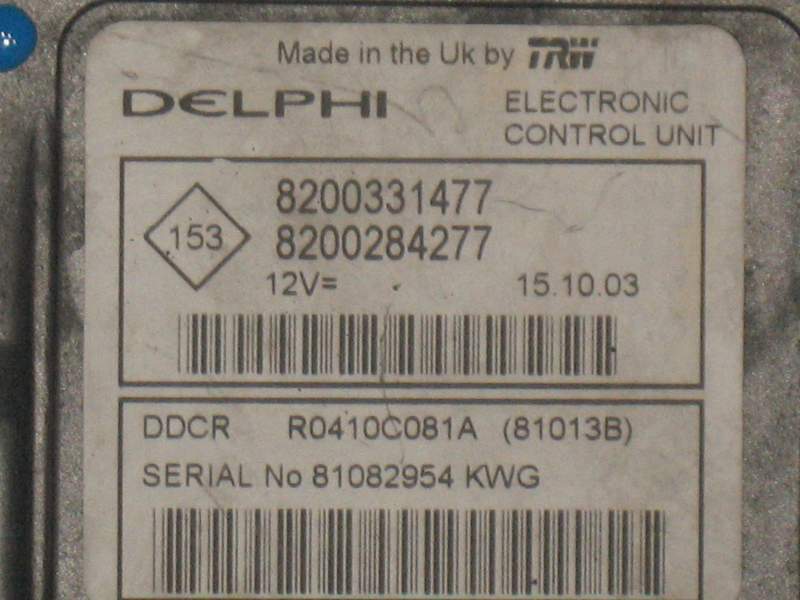 Made in the Uk by TRW
DELPHI
ELECTRONIC
CONTROL UNIT
153
8200331477
8200284277
12V=
15.10.03
DDCR R0410C081A (81013B)
SERIAL No 81082954 KWG